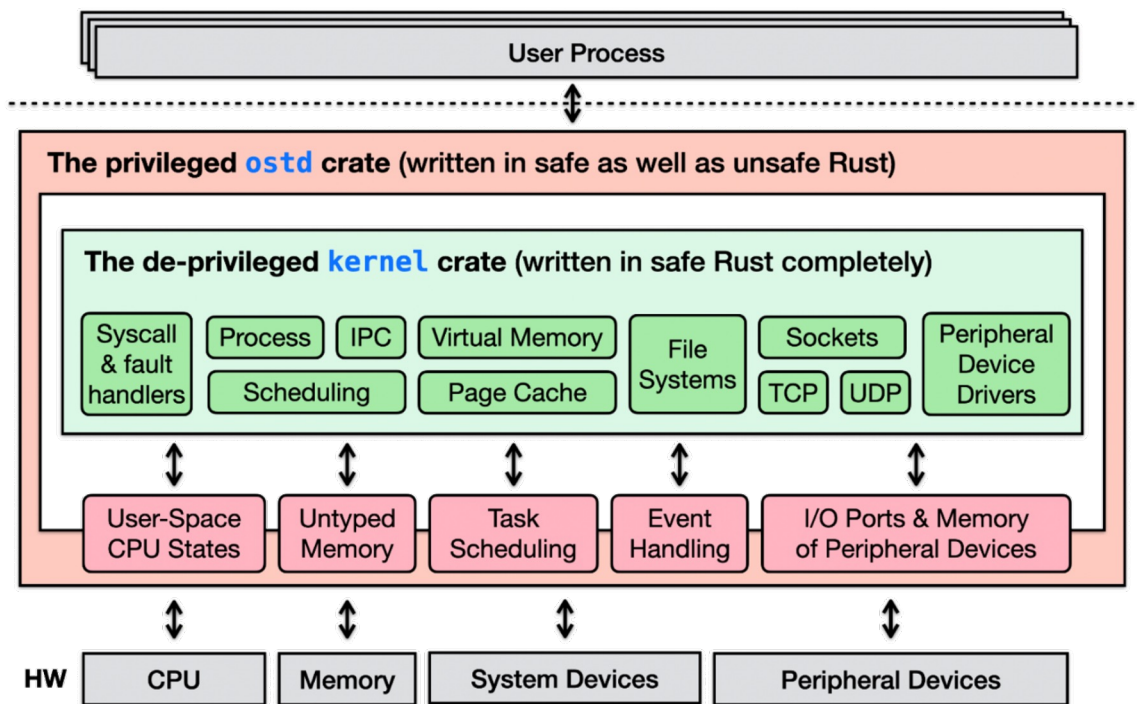 User Process
The privileged ostd crate (written in safe as well as unsafe Rust)
The de-privileged kernel crate (written in safe Rust completely)
Syscall
& fault
handlers
Process
IPC
Scheduling
Virtual Memory
Page Cache
File
Systems
Sockets
TCP
UDP
Peripheral
Device
Drivers
User-Space
CPU States
Untyped
Memory
Task
Scheduling
Event
Handling
I/O Ports & Memory
of Peripheral Devices
HW
CPU
Memory
System Devices
Peripheral Devices